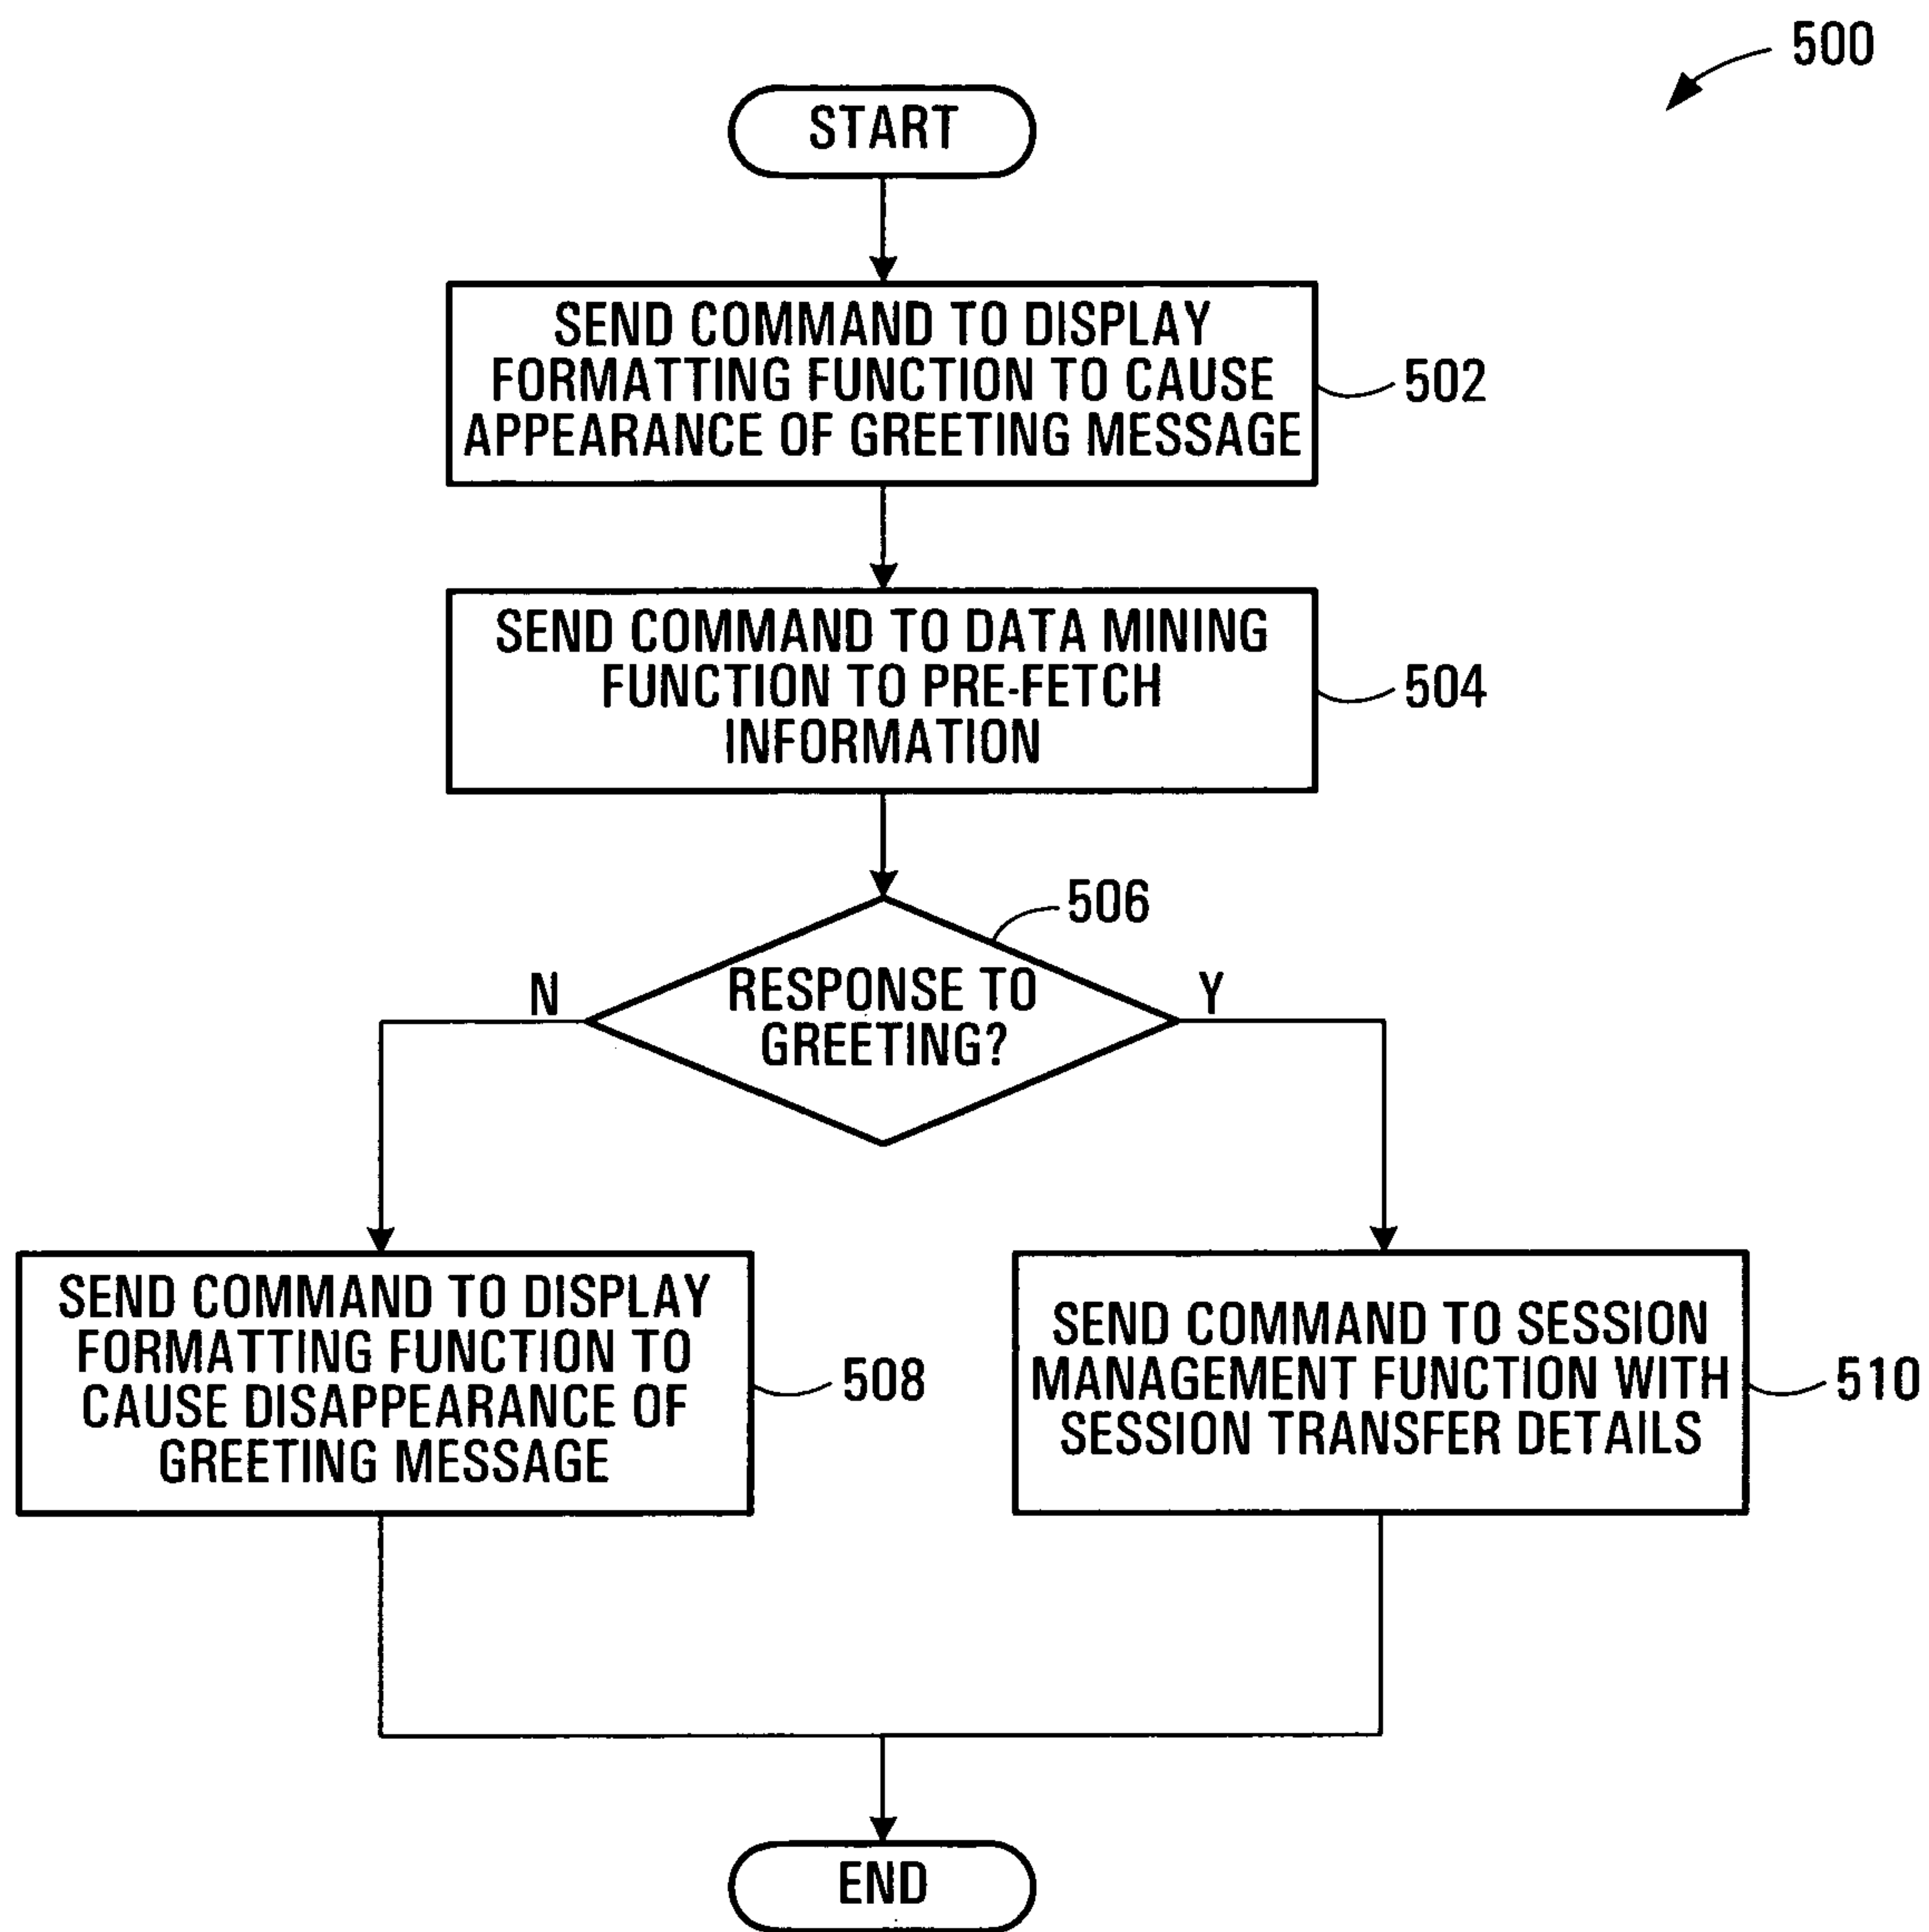 500
START
SEND COMMAND TO DISPLAY
FORMATTING FUNCTION TO CAUSE
APPEARANCE OF GREETING MESSAGE
502
SEND COMMAND TO DATA MINING
FUNCTION TO PRE-FETCH
INFORMATION
504
506
RESPONSE TO
GREETING?
N
Y
SEND COMMAND TO DISPLAY
FORMATTING FUNCTION TO
CAUSE DISAPPEARANCE OF
GREETING MESSAGE
508
SEND COMMAND TO SESSION
MANAGEMENT FUNCTION WITH
SESSION TRANSFER DETAILS
510
END